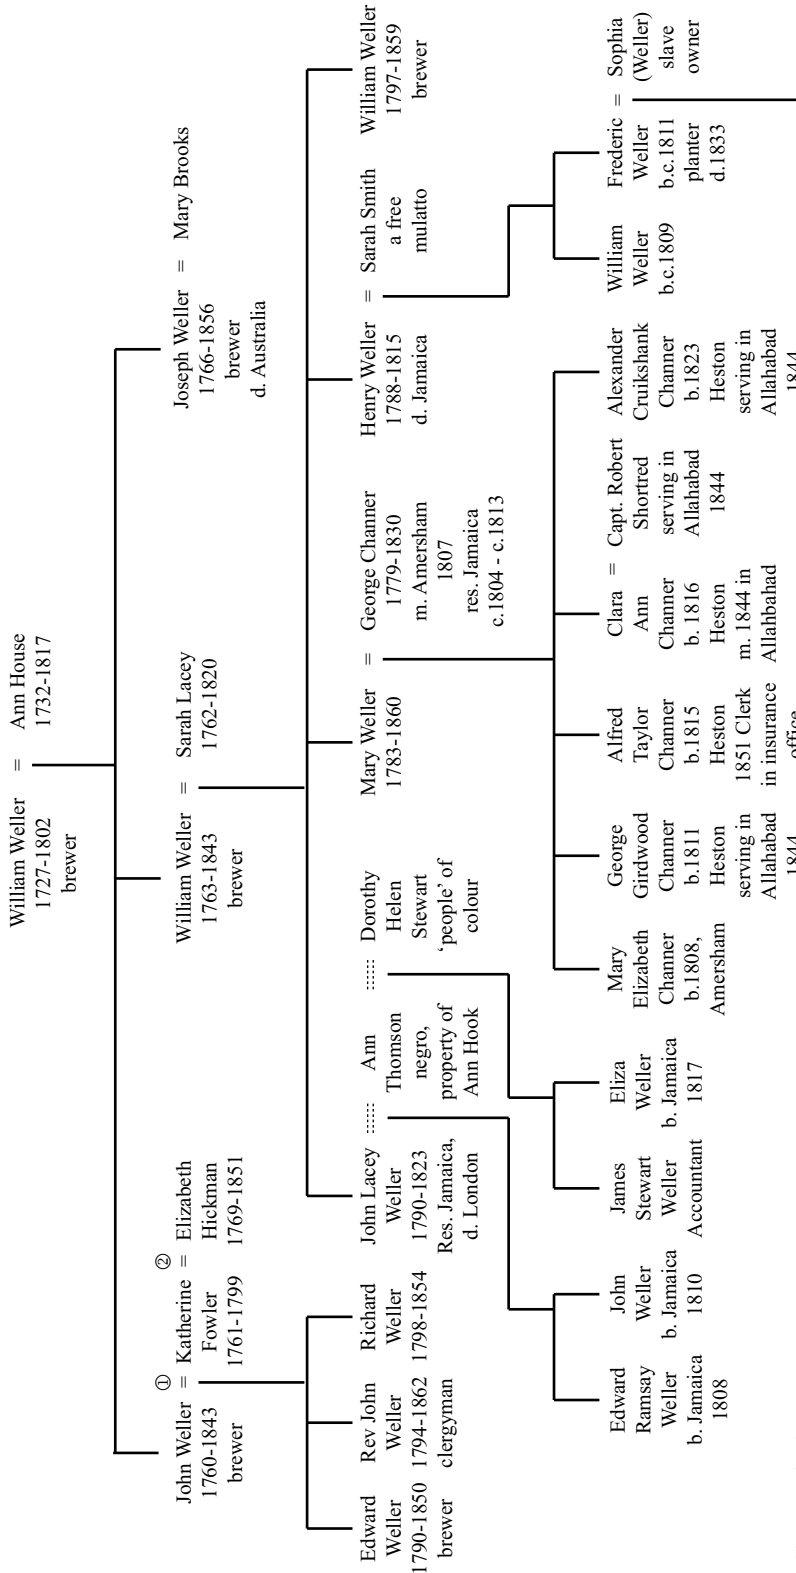 William Weller
1727-1802
brewer
=
Ann House
1732-1817
John Weller
1760-1843
brewer
①
=
Katherine
Fowler
1761-1799
②
=
Elizabeth
Hickman
1769-1851
William Weller
1763-1843
brewer
=
Sarah Lacey
1762-1820
Joseph Weller
1766-1856
brewer
d. Australia
=
Mary Brooks
Edward
Weller
1790-1850
brewer
Rev John
Weller
1794-1862
clergyman
Richard
Weller
1798-1854
John Lacey
Weller
1790-1823
Res. Jamaica,
d. London
Ann
Thomson
negro,
property of
Ann Hook
Dorothy
Helen
Stewart
'people' of
colour
Mary Weller
1783-1860
=
George Channer
1779-1830
m. Amersham
1807
res. Jamaica
c.1804 - c.1813
Henry Weller
1788-1815
d. Jamaica
=
Sarah Smith
a free
mulatto
William Weller
1797-1859
brewer
Edward
Ramsay
Weller
b. Jamaica
1808
John
Weller
b. Jamaica
1810
James
Stewart
Weller
Accountant
Eliza
Weller
b. Jamaica
1817
Mary
Elizabeth
Channer
b.1808,
Amersham
George
Girdwood
Channer
b.1811
Heston
serving in
Allahabad
1844
Alfred
Taylor
Channer
b.1815
Heston
1851 Clerk
in insurance
office
Clara
Ann
Channer
b. 1816
Heston
m. 1844 in
Allahbahad
=
Capt. Robert
Shortred
serving in
Allahabad
1844
Alexander
Cruikshank
Channer
b.1823
Heston
serving in
Allahabad
1844
William
Weller
b.c.1809
Frederic
Weller
b.c.1811
planter
d.1833
=
Sophia
(Weller)
slave
owner